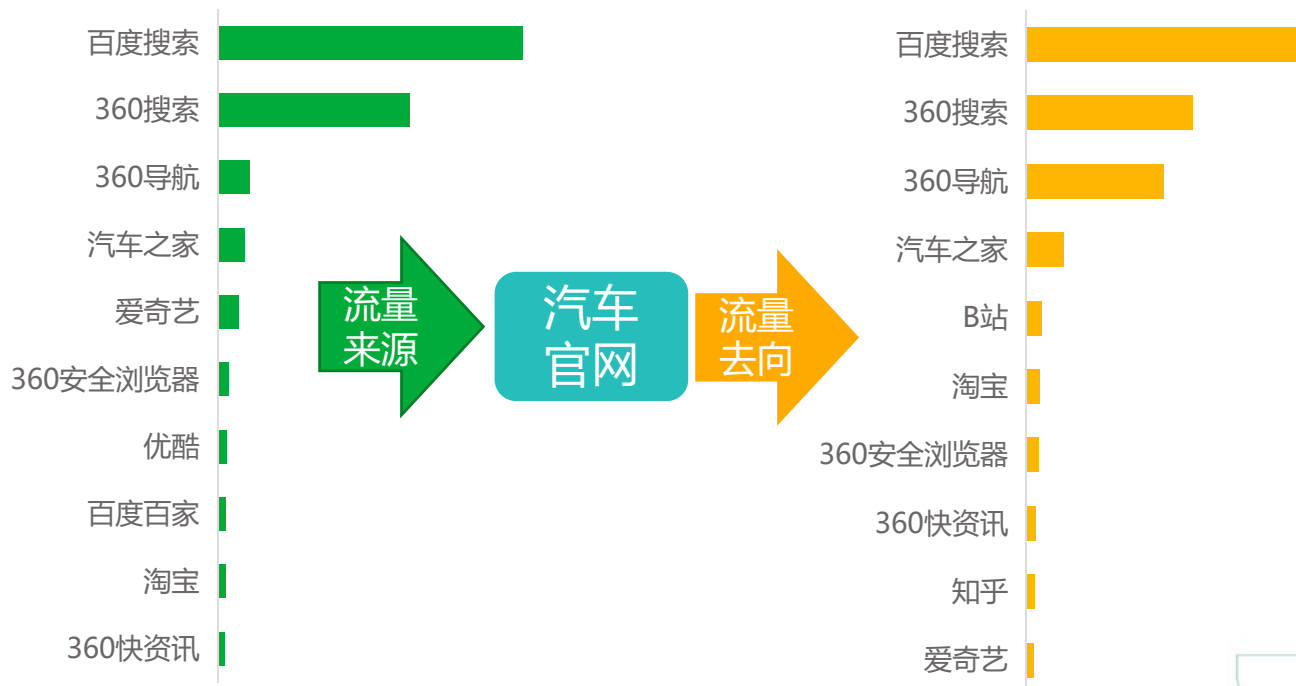 百度搜索
360搜索
360导航
汽车之家
爱奇艺
360安全浏览器
优酷
百度百家
淘宝
360快资讯
流量
来源
汽车
官网
流量
去向
百度搜索
360搜索
360导航
汽车之家
B站
淘宝
360安全浏览器
360快资讯
知乎
爱奇艺